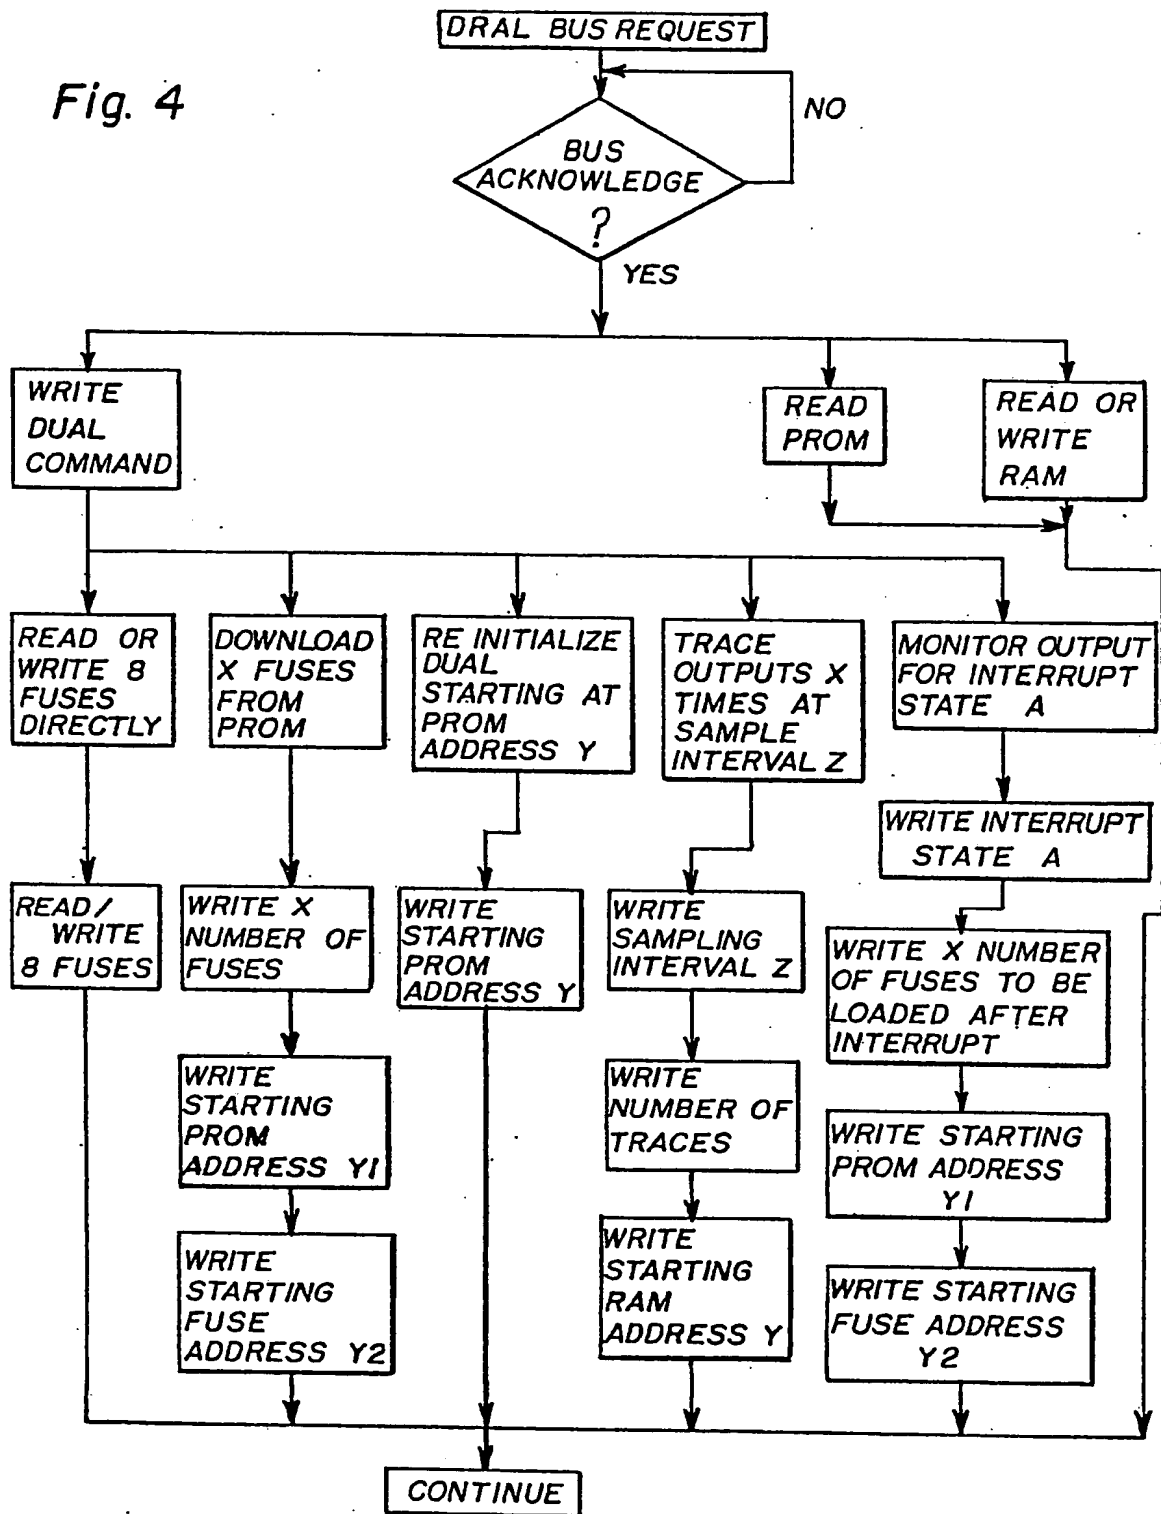 DRAL BUS REQUEST
Fig. 4
NO
BUS
ACKNOWLEDGE
?
YES
WRITE
DUAL
COMMAND
READ
PROM
READ OR
WRITE
RAM
READ OR
WRITE 8
FUSES
DIRECTLY
DOWNLOAD
X FUSES
FROM
PROM
RE INITIALIZE
DUAL
STARTING AT
PROM
ADDRESS Y
TRACE
OUTPUTS X
TIMES AT
SAMPLE
INTERVAL Z
MONITOR OUTPUT
FOR INTERRUPT
STATE A
WRITE INTERRUPT
STATE A
READ/
WRITE
8 FUSES
WRITE X
NUMBER OF
FUSES
WRITE
STARTING
PROM
ADDRESS Y
WRITE
SAMPLING
INTERVAL Z
WRITE X NUMBER
OF FUSES TO BE
LOADED AFTER
INTERRUPT
WRITE
STARTING
PROM
ADDRESS Y1
WRITE
NUMBER OF
TRACES
WRITE STARTING
PROM ADDRESS
Y1
WRITE
STARTING
FUSE
ADDRESS Y2
WRITE
STARTING
RAM
ADDRESS Y
WRITE STARTING
FUSE ADDRESS
Y2
CONTINUE